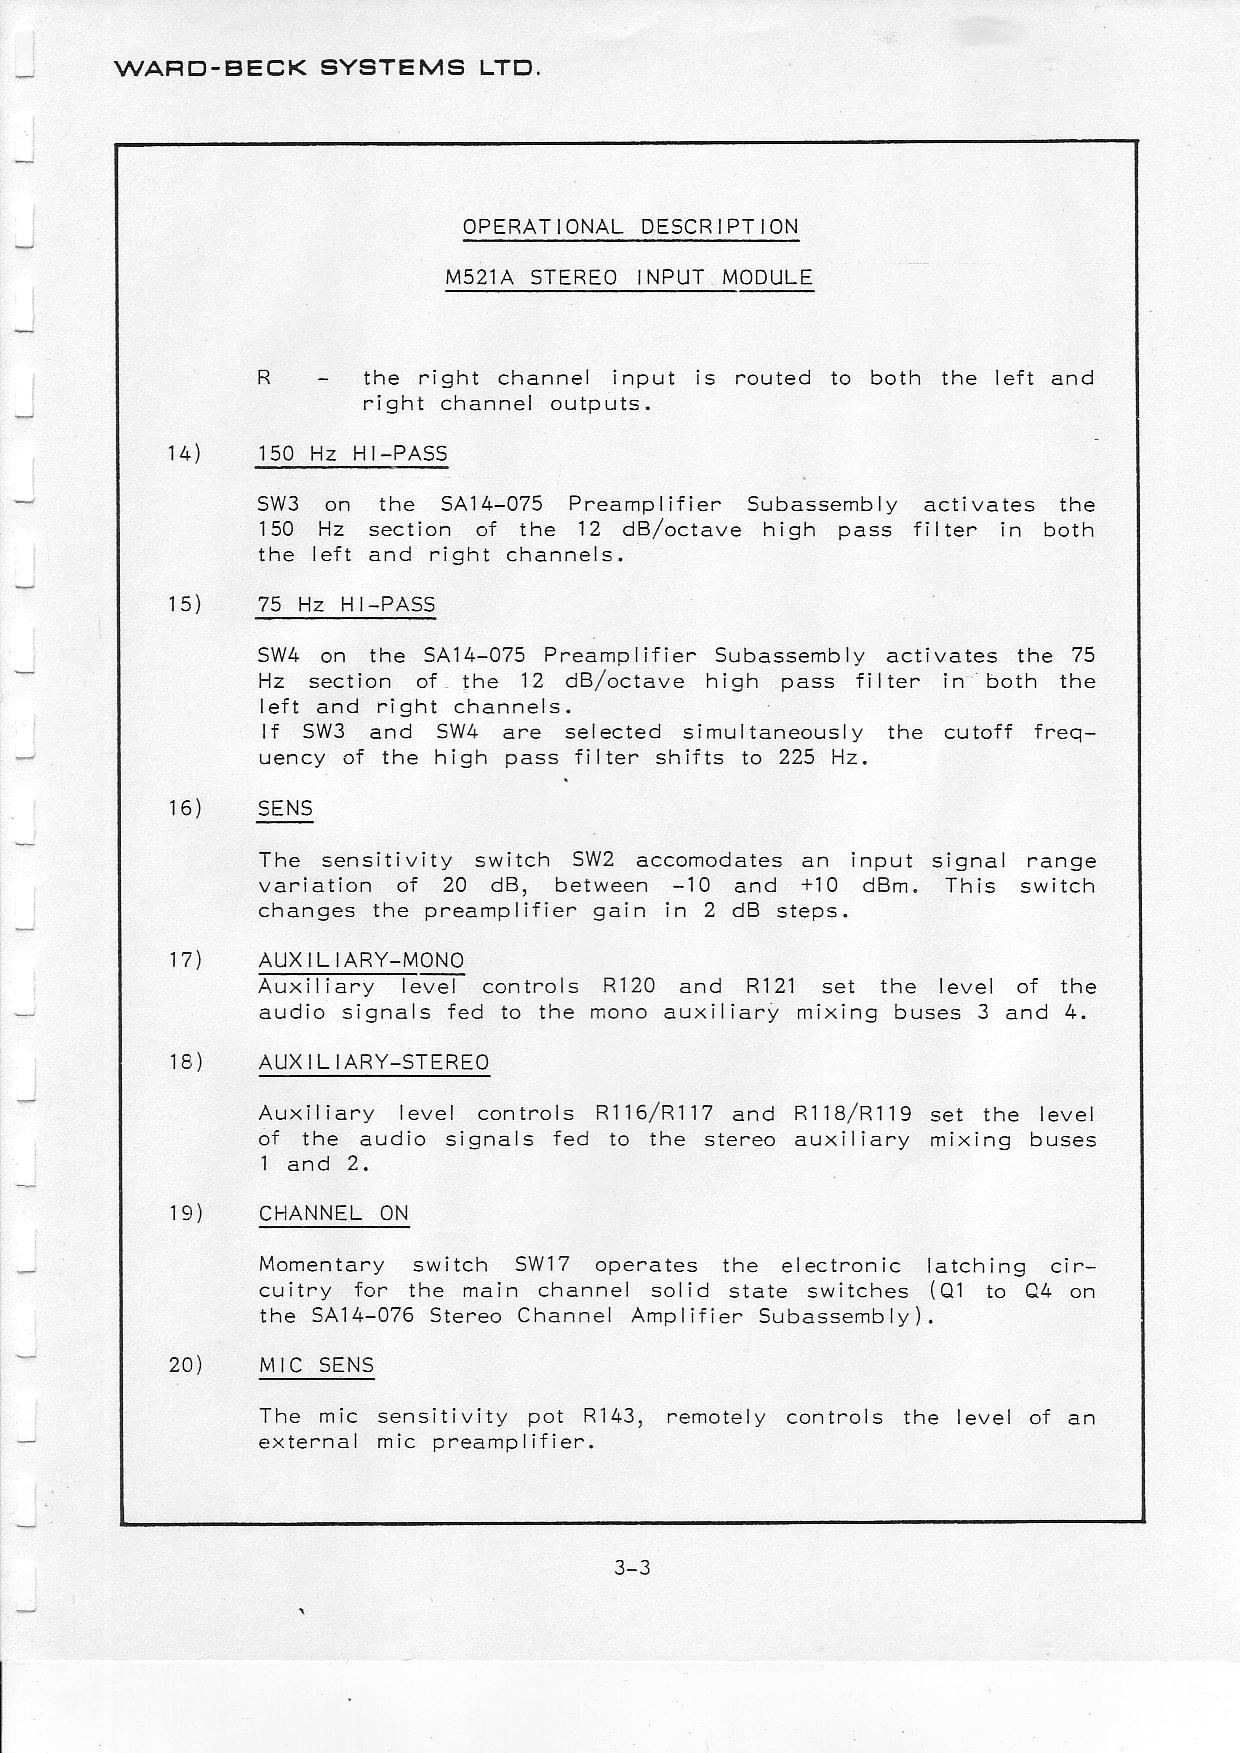 WARD-BECK SYSTEMS LTD.
OPERATIONAL DESCRIPTION
M521A STEREO INPUT MODULE
R - the right channel input is routed to both the left and
right channel outputs.
14) 150 Hz HI-PASS
SW3 on the SA14-075 Preamplifier Subassembly activates the
150 Hz section of the 12 dB/octave high pass filter in both
the left and right channels.
15) 75 Hz HI-PASS
SW4 on the SA14-075 Preamplifier Subassembly activates the 75
Hz section of the 12 dB/octave high pass filter in both the
left and right channels.
If SW3 and SW4 are selected simultaneously the cutoff freq-
uency of the high pass filter shifts to 225 Hz.
16) SENS
The sensitivity switch SW2 accomodates an input signal range
variation of 20 dB, between -10 and +10 dBm. This switch
changes the preamplifier gain in 2 dB steps.
17) AUXILIARY-MONO
Auxiliary level controls R120 and R121 set the level of the
audio signals fed to the mono auxiliary mixing buses 3 and 4.
18) AUXILIARY-STEREO
Auxiliary level controls R116/R117 and R118/R119 set the level
of the audio signals fed to the stereo auxiliary mixing buses
1 and 2.
19) CHANNEL ON
Momentary switch SW17 operates the electronic latching cir-
cuitry for the main channel solid state switches (Q1 to Q4 on
the SA14-076 Stereo Channel Amplifier Subassembly).
20) MIC SENS
The mic sensitivity pot R143, remotely controls the level of an
external mic preamplifier.
3-3